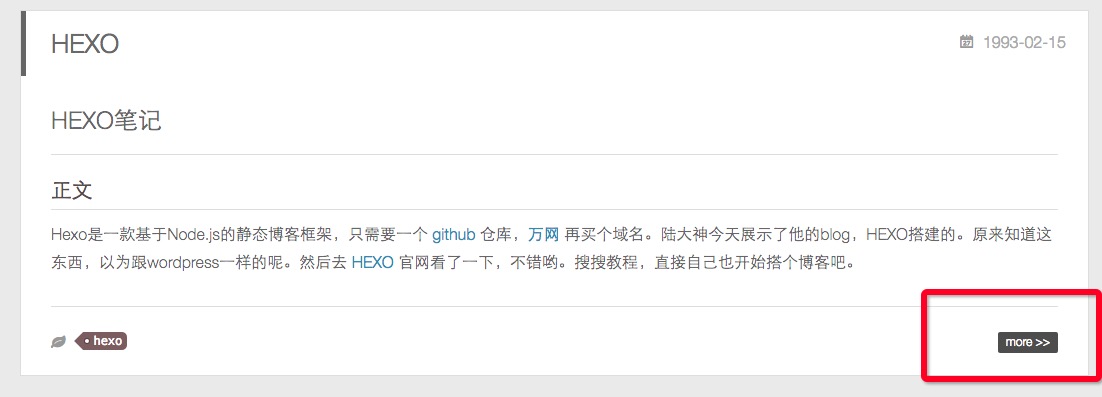 HEXO
27 1993-02-15
HEXO笔记
正文
Hexo是一款基于Node.js的静态博客框架，只需要一个 github 仓库，万网 再买个域名。陆大神今天展示了他的blog，HEXO搭建的。原来知道这
东西，以为跟wordpress一样的呢。然后去 HEXO 官网看了一下，不错哟。搜搜教程，直接自己也开始搭个博客吧。
hexo
more >>